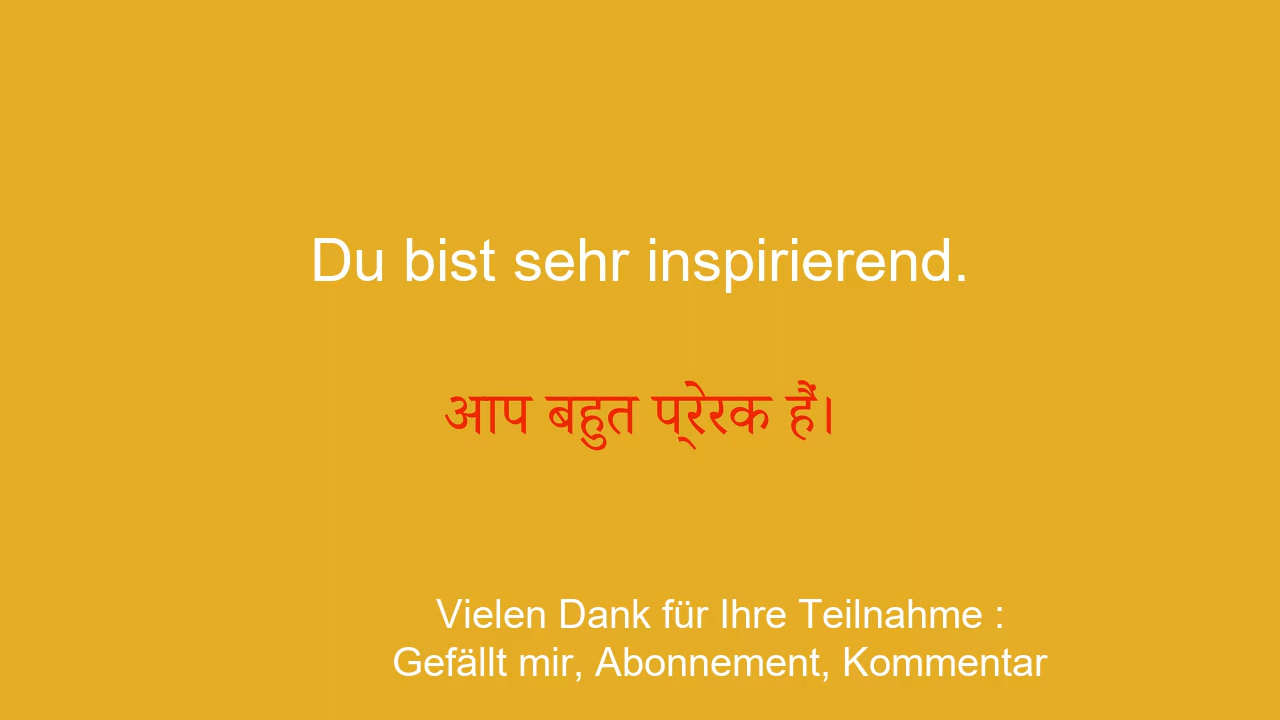 Du bist sehr inspirierend.
आप बहुत प्रेरक हैं।
Vielen Dank für Ihre Teilnahme :
Gefällt mir, Abonnement, Kommentar